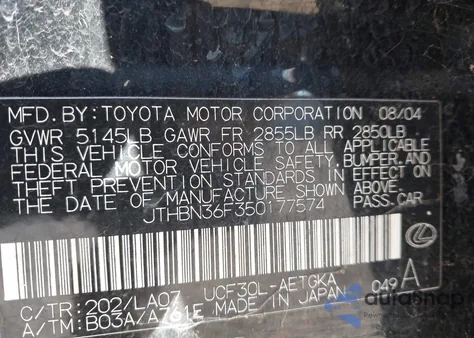 MFD. BY: TOYOTA MOTOR CORPORATION 08/04
GVWR 5145LB GAWR FR 2855LB RR 2850LB
THIS VEHICLE CONFORMS TO ALL APPLICABLE
FEDERAL MOTOR VEHICLE SAFETY, BUMPER, AND
THEFT PREVENTION STANDARDS IN EFFECT ON
THE DATE OF MANUFACTURE SHOWN ABOVE.
JTHBN36F350177574 PASS. CAR
C/TR: 202/LA07 UCF30L-AETGKA 049 A
A/TM: B03A/A761E MADE IN JAPAN
autosnap
Powered